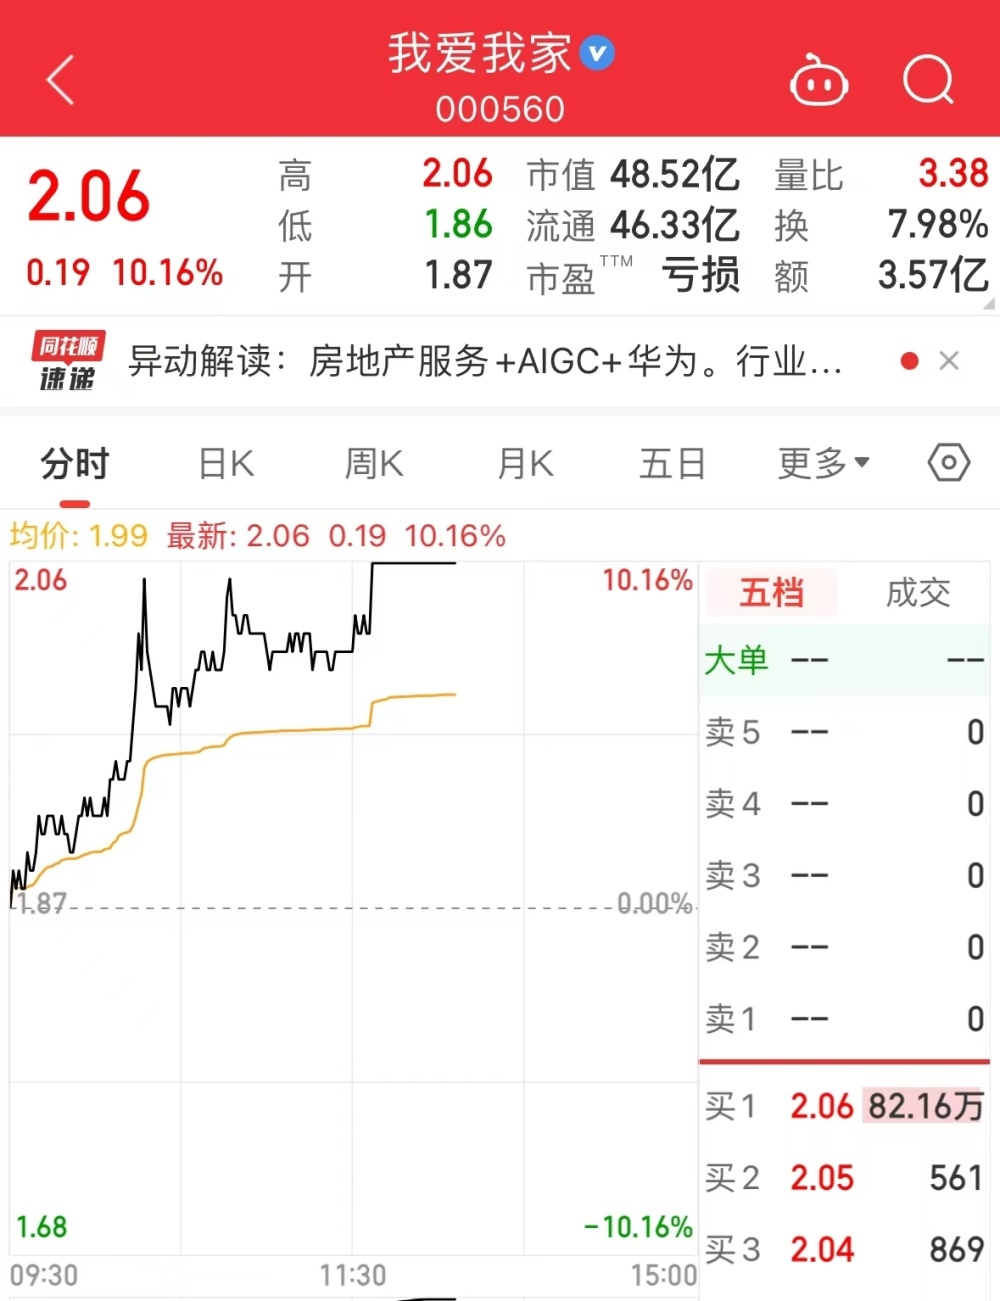 我爱我家
000560
2.06
0.19 10.16%
高 2.06 市值 48.52亿 量比 3.38
低 1.86 流通 46.33亿 换 7.98%
开 1.87 市盈TTM 亏损 额 3.57亿
同花顺
速递
异动解读：房地产服务+AIGC+华为。行业...
分时 日K 周K 月K 五日 更多
均价: 1.99 最新: 2.06 0.19 10.16%
2.06 10.16%
1.87 0.00%
1.68 -10.16%
09:30 11:30 15:00
五档 成交
大单 -- --
卖5 -- 0
卖4 -- 0
卖3 -- 0
卖2 -- 0
卖1 -- 0
买1 2.06 82.16万
买2 2.05 561
买3 2.04 869